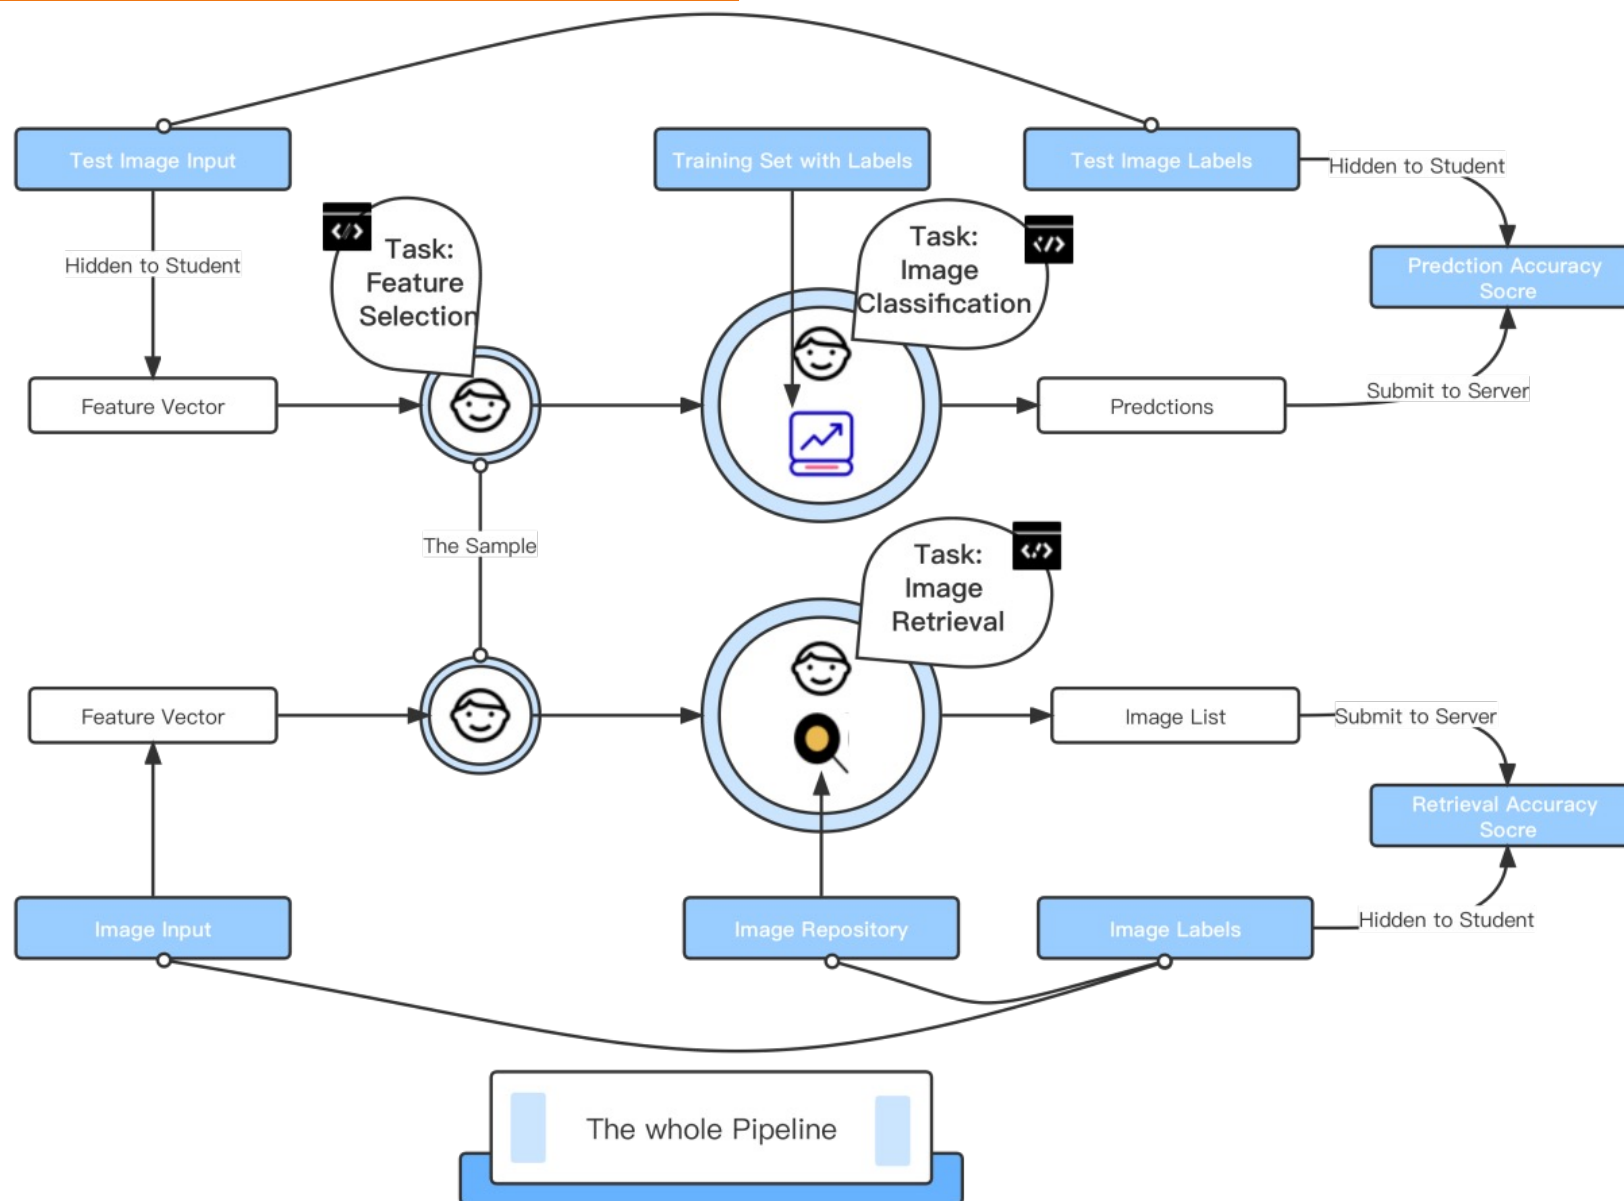 Test Image Input
Training Set with Labels
Test Image Labels
Hidden to Student
Hidden to Student
Task:
Feature
Selection
Task:
Image
Classification
Predction Accuracy
Socre
Feature Vector
Predctions
Submit to Server
The Sample
Task:
Image
Retrieval
Feature Vector
Image List
Submit to Server
Retrieval Accuracy
Socre
Image Input
Image Repository
Image Labels
Hidden to Student
The whole Pipeline